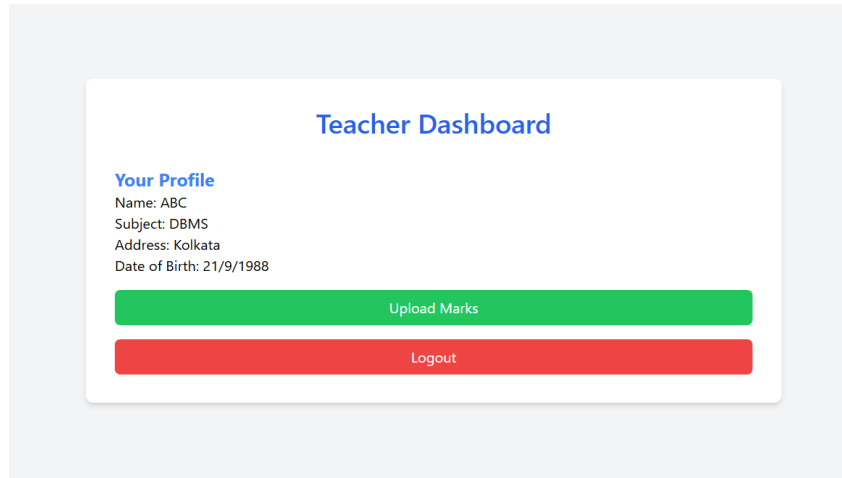 Teacher Dashboard
Your Profile
Name: ABC
Subject: DBMS
Address: Kolkata
Date of Birth: 21/9/1988
Upload Marks
Logout